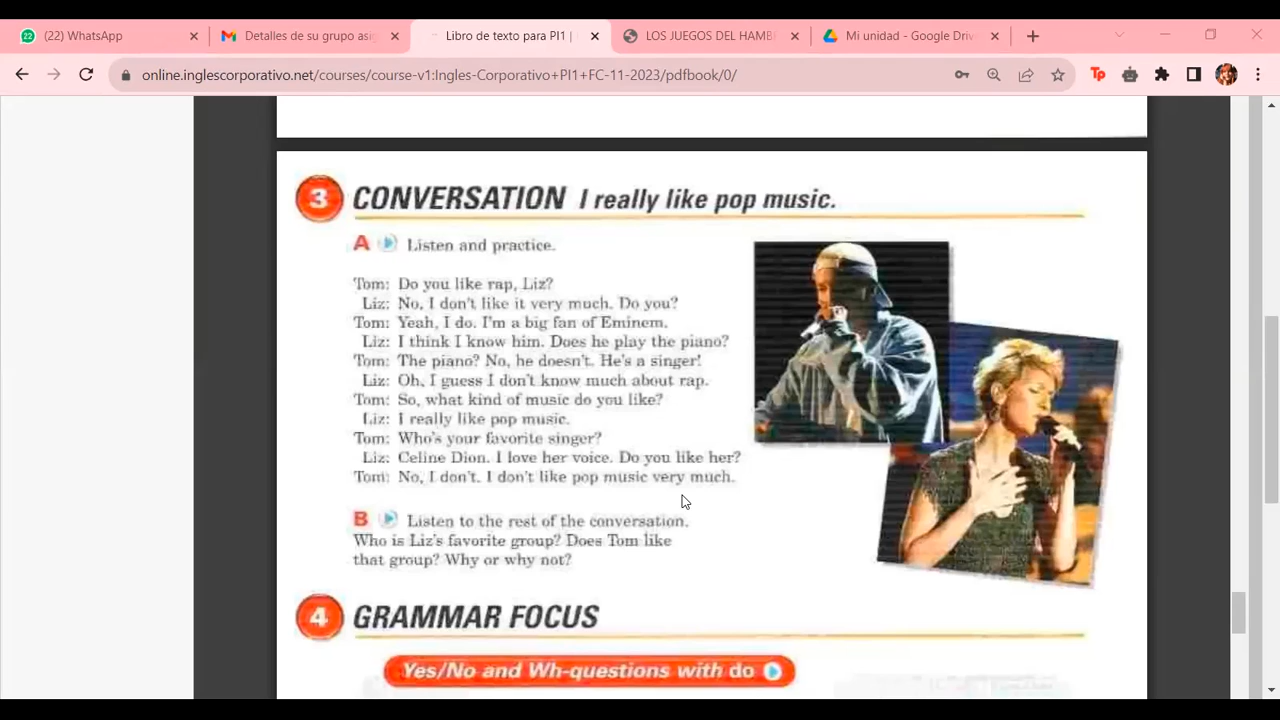 22
(22) WhatsApp
Detalles de su grupo asig
Libro de texto para PI1 |
LOS JUEGOS DEL HAMB
Mi unidad - Google Drive
online.inglescorporativo.net/courses/course-v1:Ingles-Corporativo+PI1+FC-11-2023/pdfbook/0/
Tp
3 CONVERSATION I really like pop music.
A Listen and practice.
Tom: Do you like rap, Liz?
Liz: No, I don't like it very much. Do you?
Tom: Yeah, I do. I'm a big fan of Eminem.
Liz: I think I know him. Does he play the piano?
Tom: The piano? No, he doesn't. He's a singer!
Liz: Oh, I guess I don't know much about rap.
Tom: So, what kind of music do you like?
Liz: I really like pop music.
Tom: Who's your favorite singer?
Liz: Celine Dion. I love her voice. Do you like her?
Tom: No, I don't. I don't like pop music very much.
B Listen to the rest of the conversation.
Who is Liz's favorite group? Does Tom like
that group? Why or why not?
4 GRAMMAR FOCUS
Yes/No and Wh-questions with do